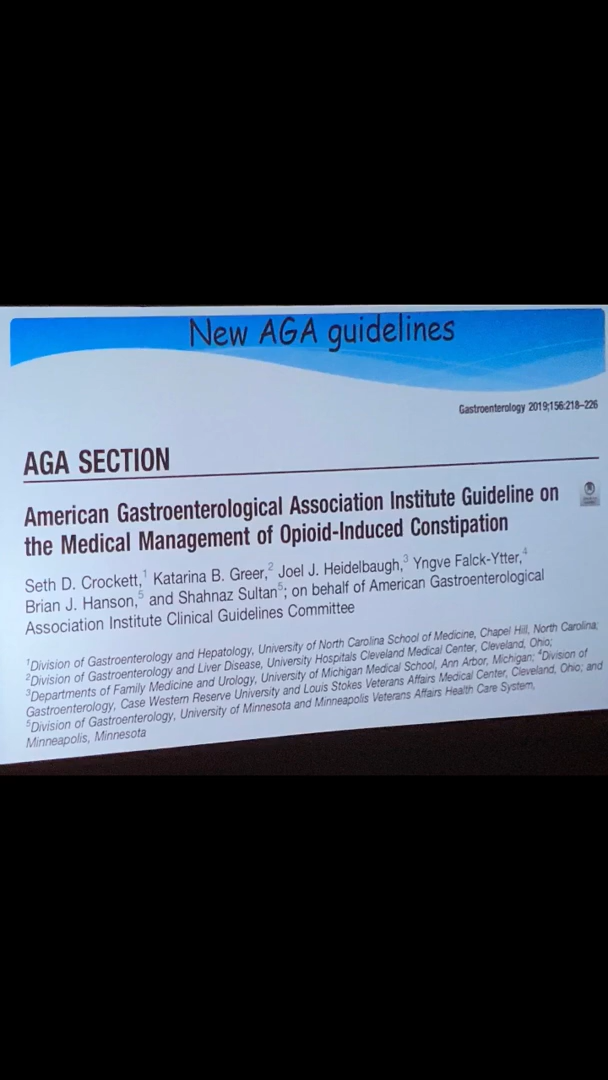 New AGA guidelines
Gastroenterology 2019;156:218–226
AGA SECTION
American Gastroenterological Association Institute Guideline on
the Medical Management of Opioid-Induced Constipation
Seth D. Crockett,¹ Katarina B. Greer,² Joel J. Heidelbaugh,³ Yngve Falck-Ytter,⁴
Brian J. Hanson,⁵ and Shahnaz Sultan⁵; on behalf of American Gastroenterological
Association Institute Clinical Guidelines Committee
¹Division of Gastroenterology and Hepatology, University of North Carolina School of Medicine, Chapel Hill, North Carolina;
²Division of Gastroenterology and Liver Disease, University Hospitals Cleveland Medical Center, Cleveland, Ohio;
³Departments of Family Medicine and Urology, University of Michigan Medical School, Ann Arbor, Michigan; ⁴Division of
Gastroenterology, Case Western Reserve University and Louis Stokes Veterans Affairs Medical Center, Cleveland, Ohio; and
⁵Division of Gastroenterology, University of Minnesota and Minneapolis Veterans Affairs Health Care System,
Minneapolis, Minnesota